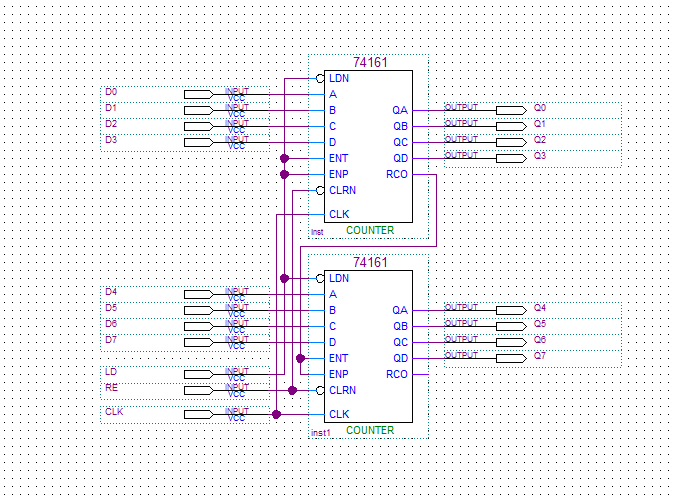 74161
LDN
D0 INPUT VCC A
D1 INPUT VCC B QA OUTPUT Q0
D2 INPUT VCC C QB OUTPUT Q1
D3 INPUT VCC D QC OUTPUT Q2
ENT QD OUTPUT Q3
ENP RCO
CLRN
CLK
inst COUNTER
74161
LDN
D4 INPUT VCC A
D5 INPUT VCC B QA OUTPUT Q4
D6 INPUT VCC C QB OUTPUT Q5
D7 INPUT VCC D QC OUTPUT Q6
ENT QD OUTPUT Q7
LD INPUT VCC ENP RCO
RE INPUT VCC CLRN
CLK INPUT VCC CLK
inst1 COUNTER